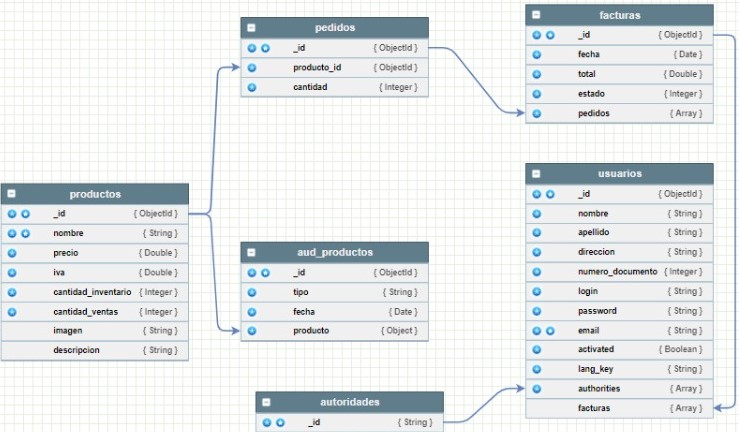 pedidos
_id { ObjectId }
producto_id { ObjectId }
cantidad { Integer }
facturas
_id { ObjectId }
fecha { Date }
total { Double }
estado { Integer }
pedidos { Array }
productos
_id { ObjectId }
nombre { String }
precio { Double }
iva { Double }
cantidad_inventario { Integer }
cantidad_ventas { Integer }
imagen { String }
descripcion { String }
aud_productos
_id { ObjectId }
tipo { String }
fecha { Date }
producto { Object }
usuarios
_id { ObjectId }
nombre { String }
apellido { String }
direccion { String }
numero_documento { Integer }
login { String }
password { String }
email { String }
activated { Boolean }
lang_key { String }
authorities { Array }
facturas { Array }
autoridades
_id { String }